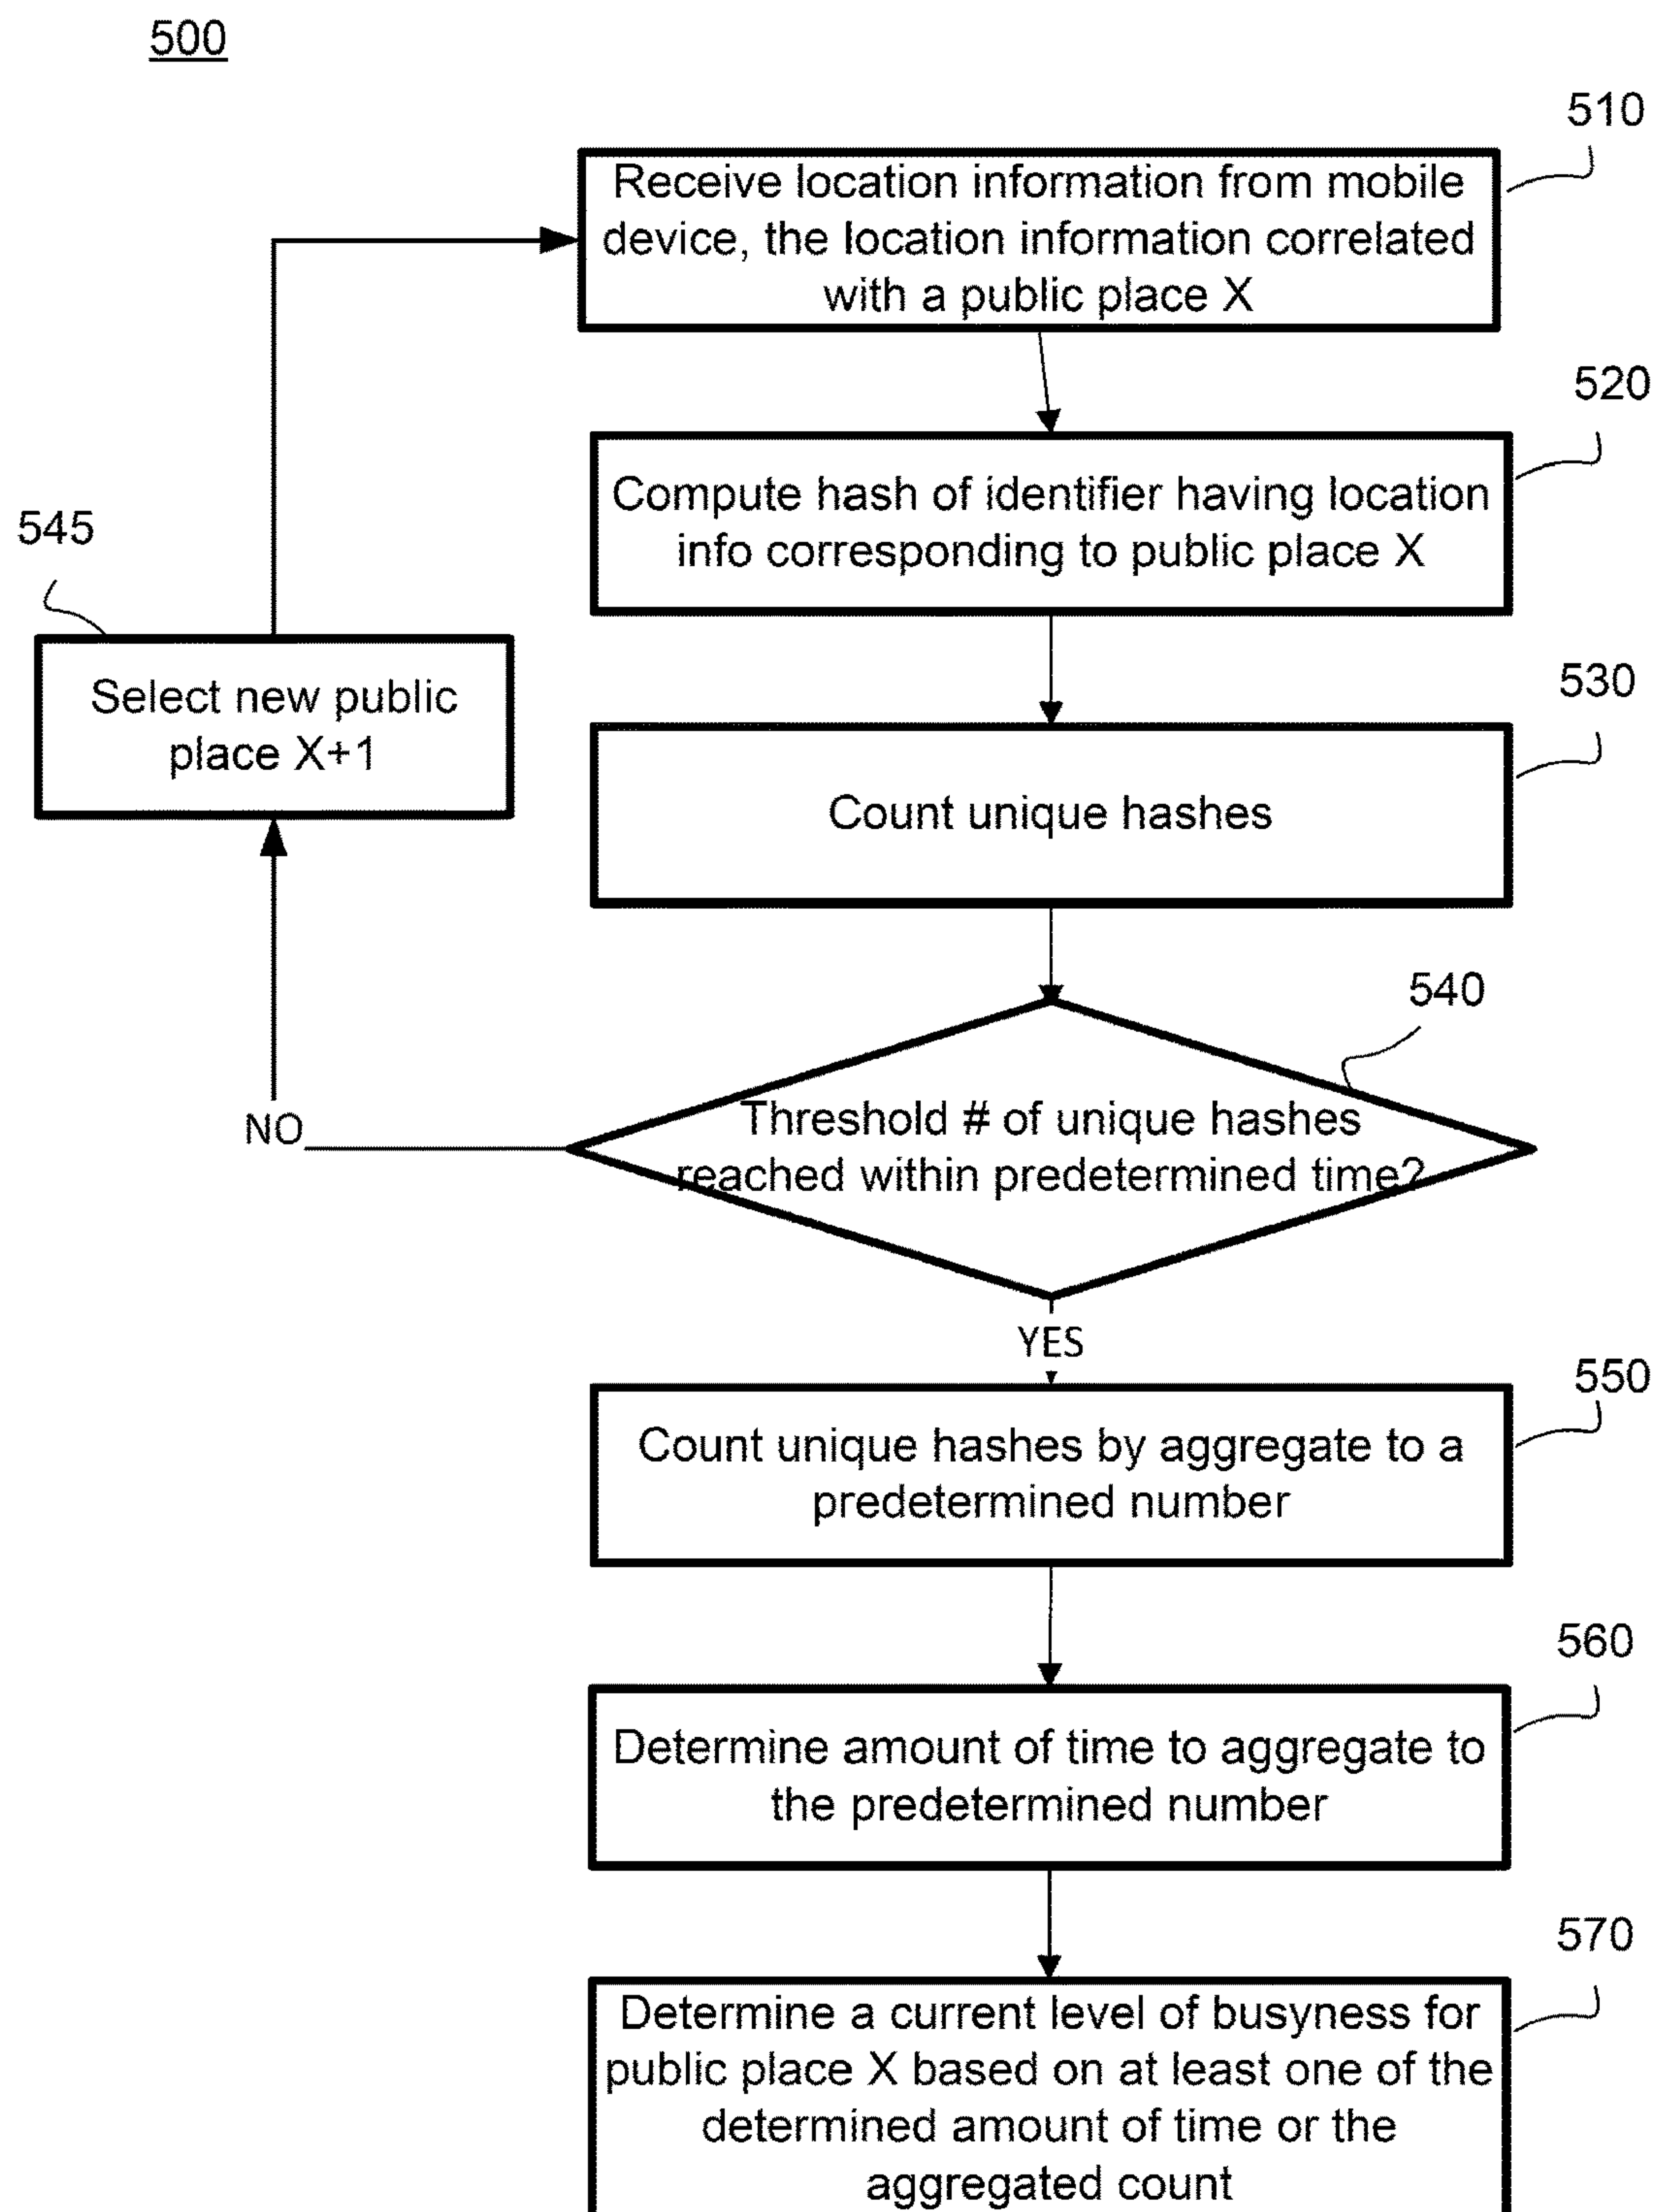 500
510
Receive location information from mobile
device, the location information correlated
with a public place X
520
Compute hash of identifier having location
info corresponding to public place X
545
Select new public
place X+1
530
Count unique hashes
540
Threshold # of unique hashes
reached within predetermined time?
NO
YES
550
Count unique hashes by aggregate to a
predetermined number
560
Determine amount of time to aggregate to
the predetermined number
570
Determine a current level of busyness for
public place X based on at least one of the
determined amount of time or the
aggregated count